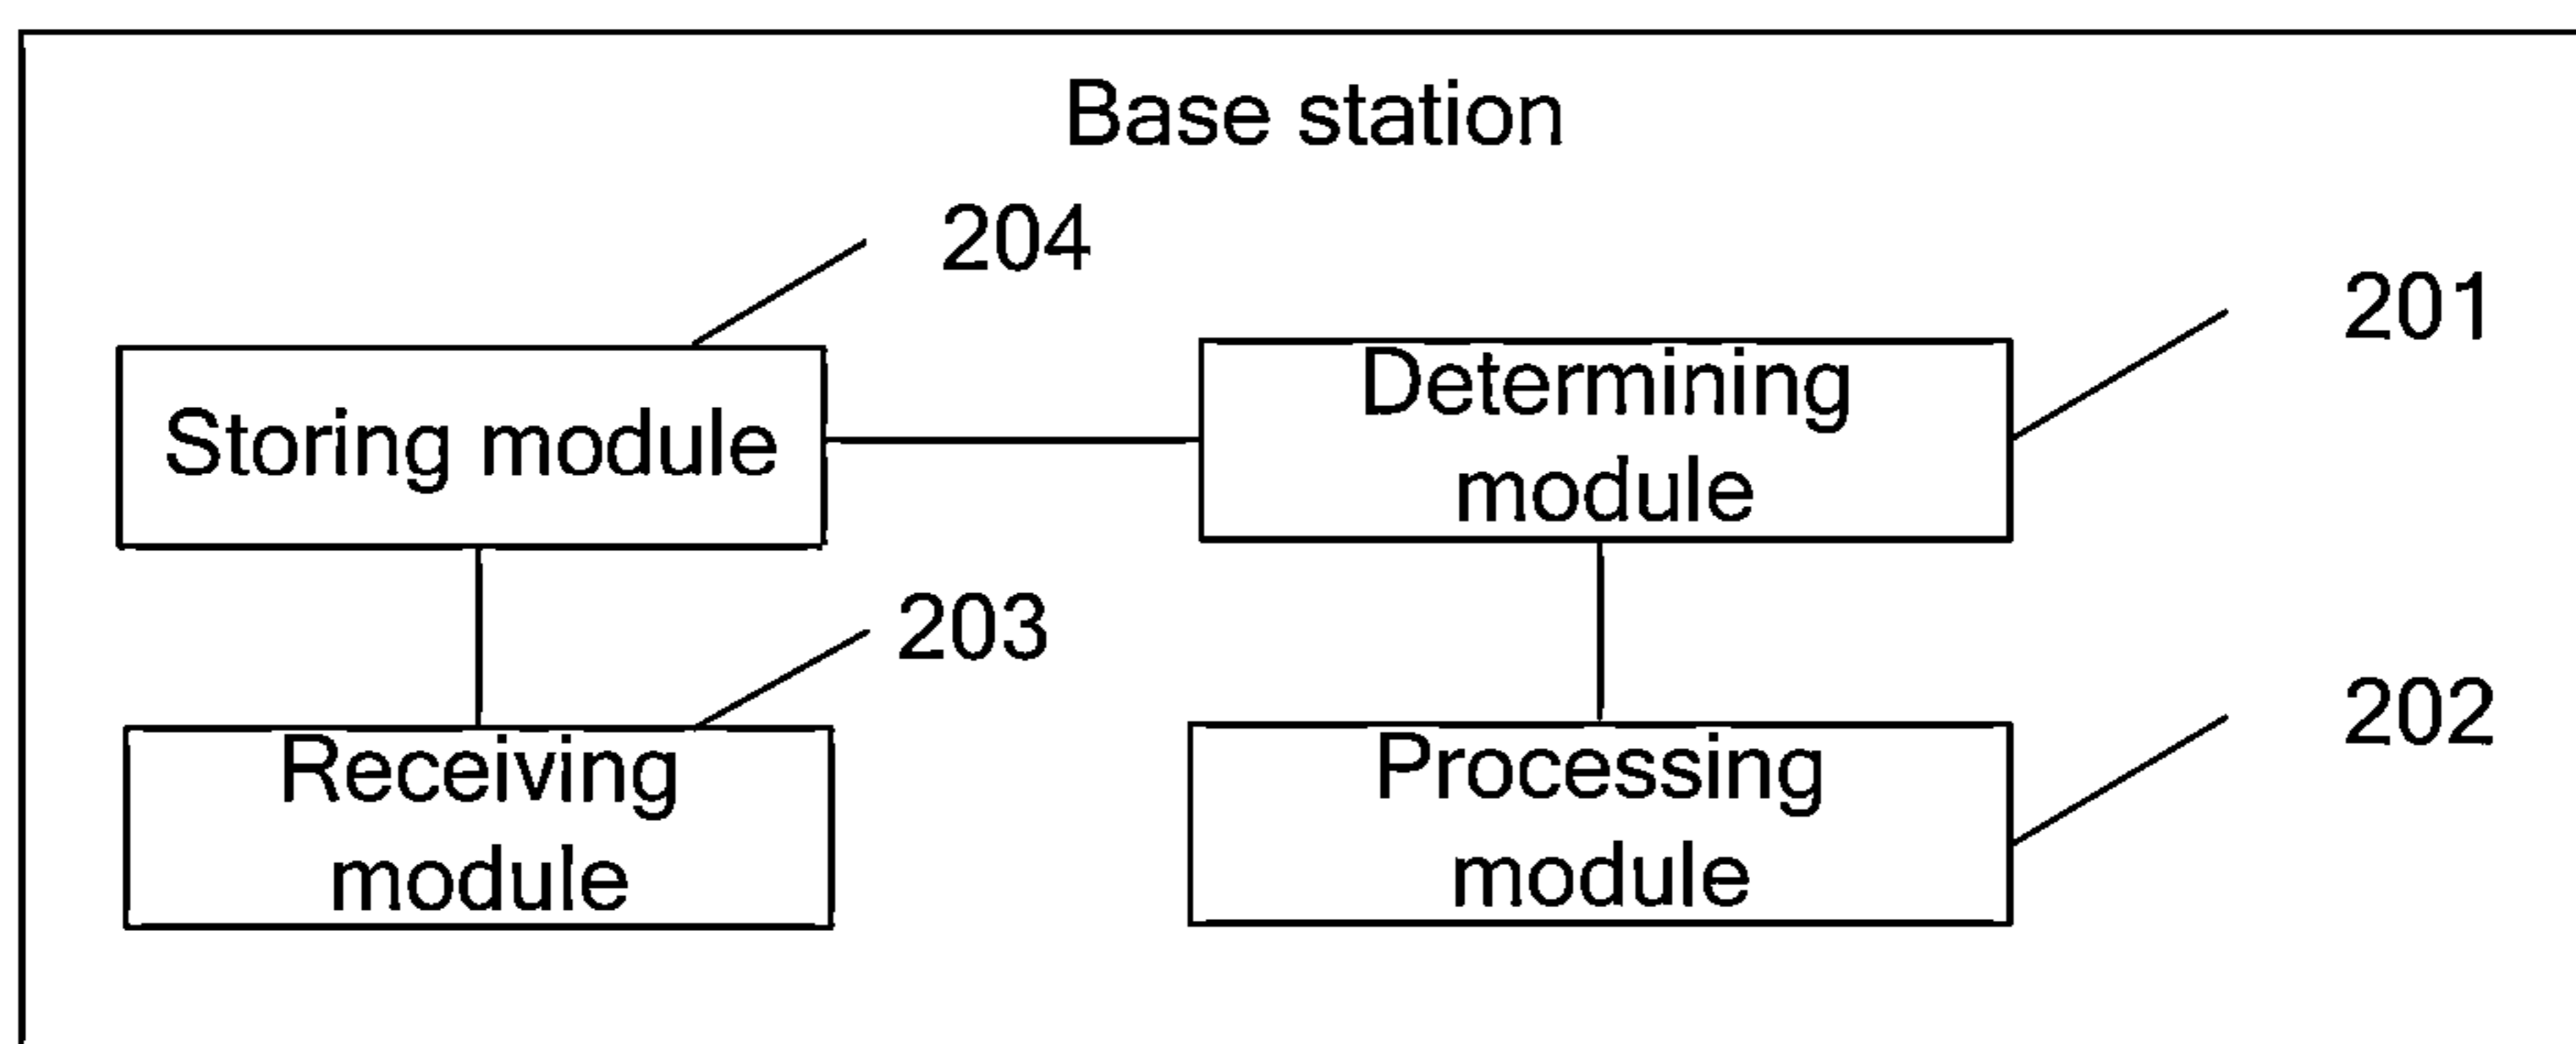 Base station
204
201
Storing module
Determining
module
203
202
Receiving
module
Processing
module